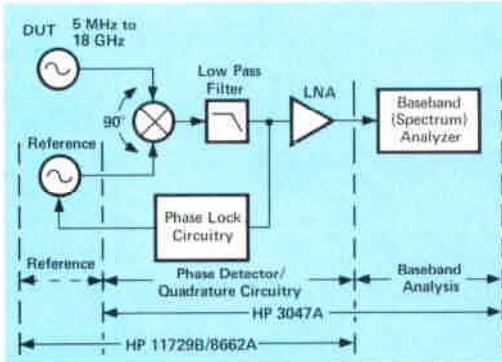 DUT 5 MHz to
18 GHz
Low Pass
Filter
LNA
90°
Baseband
(Spectrum)
Analyzer
Reference
Phase Lock
Circuitry
Reference
Phase Detector/
Quadrature Circuitry
Baseband
Analysis
HP 3047A
HP 11729B/8662A